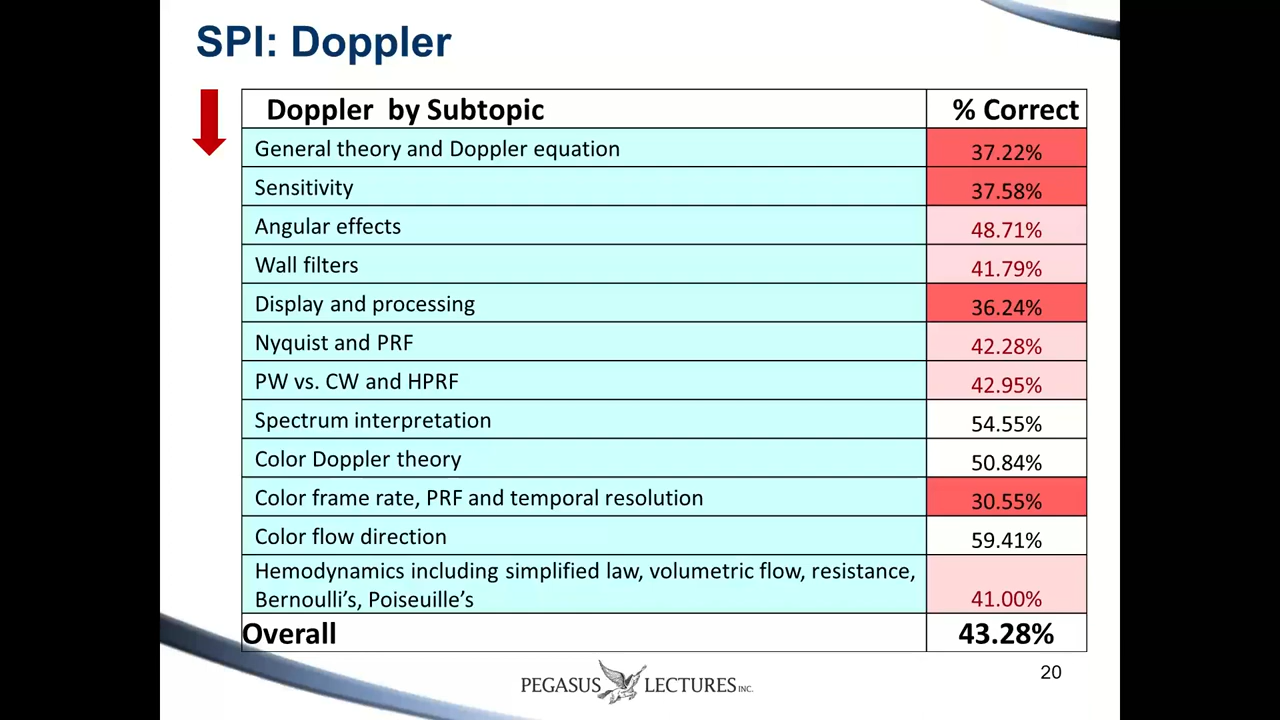 SPI: Doppler
Doppler by Subtopic % Correct
General theory and Doppler equation 37.22%
Sensitivity 37.58%
Angular effects 48.71%
Wall filters 41.79%
Display and processing 36.24%
Nyquist and PRF 42.28%
PW vs. CW and HPRF 42.95%
Spectrum interpretation 54.55%
Color Doppler theory 50.84%
Color frame rate, PRF and temporal resolution 30.55%
Color flow direction 59.41%
Hemodynamics including simplified law, volumetric flow, resistance,
Bernoulli’s, Poiseuille’s 41.00%
Overall 43.28%
PEGASUS LECTURES INC.
20